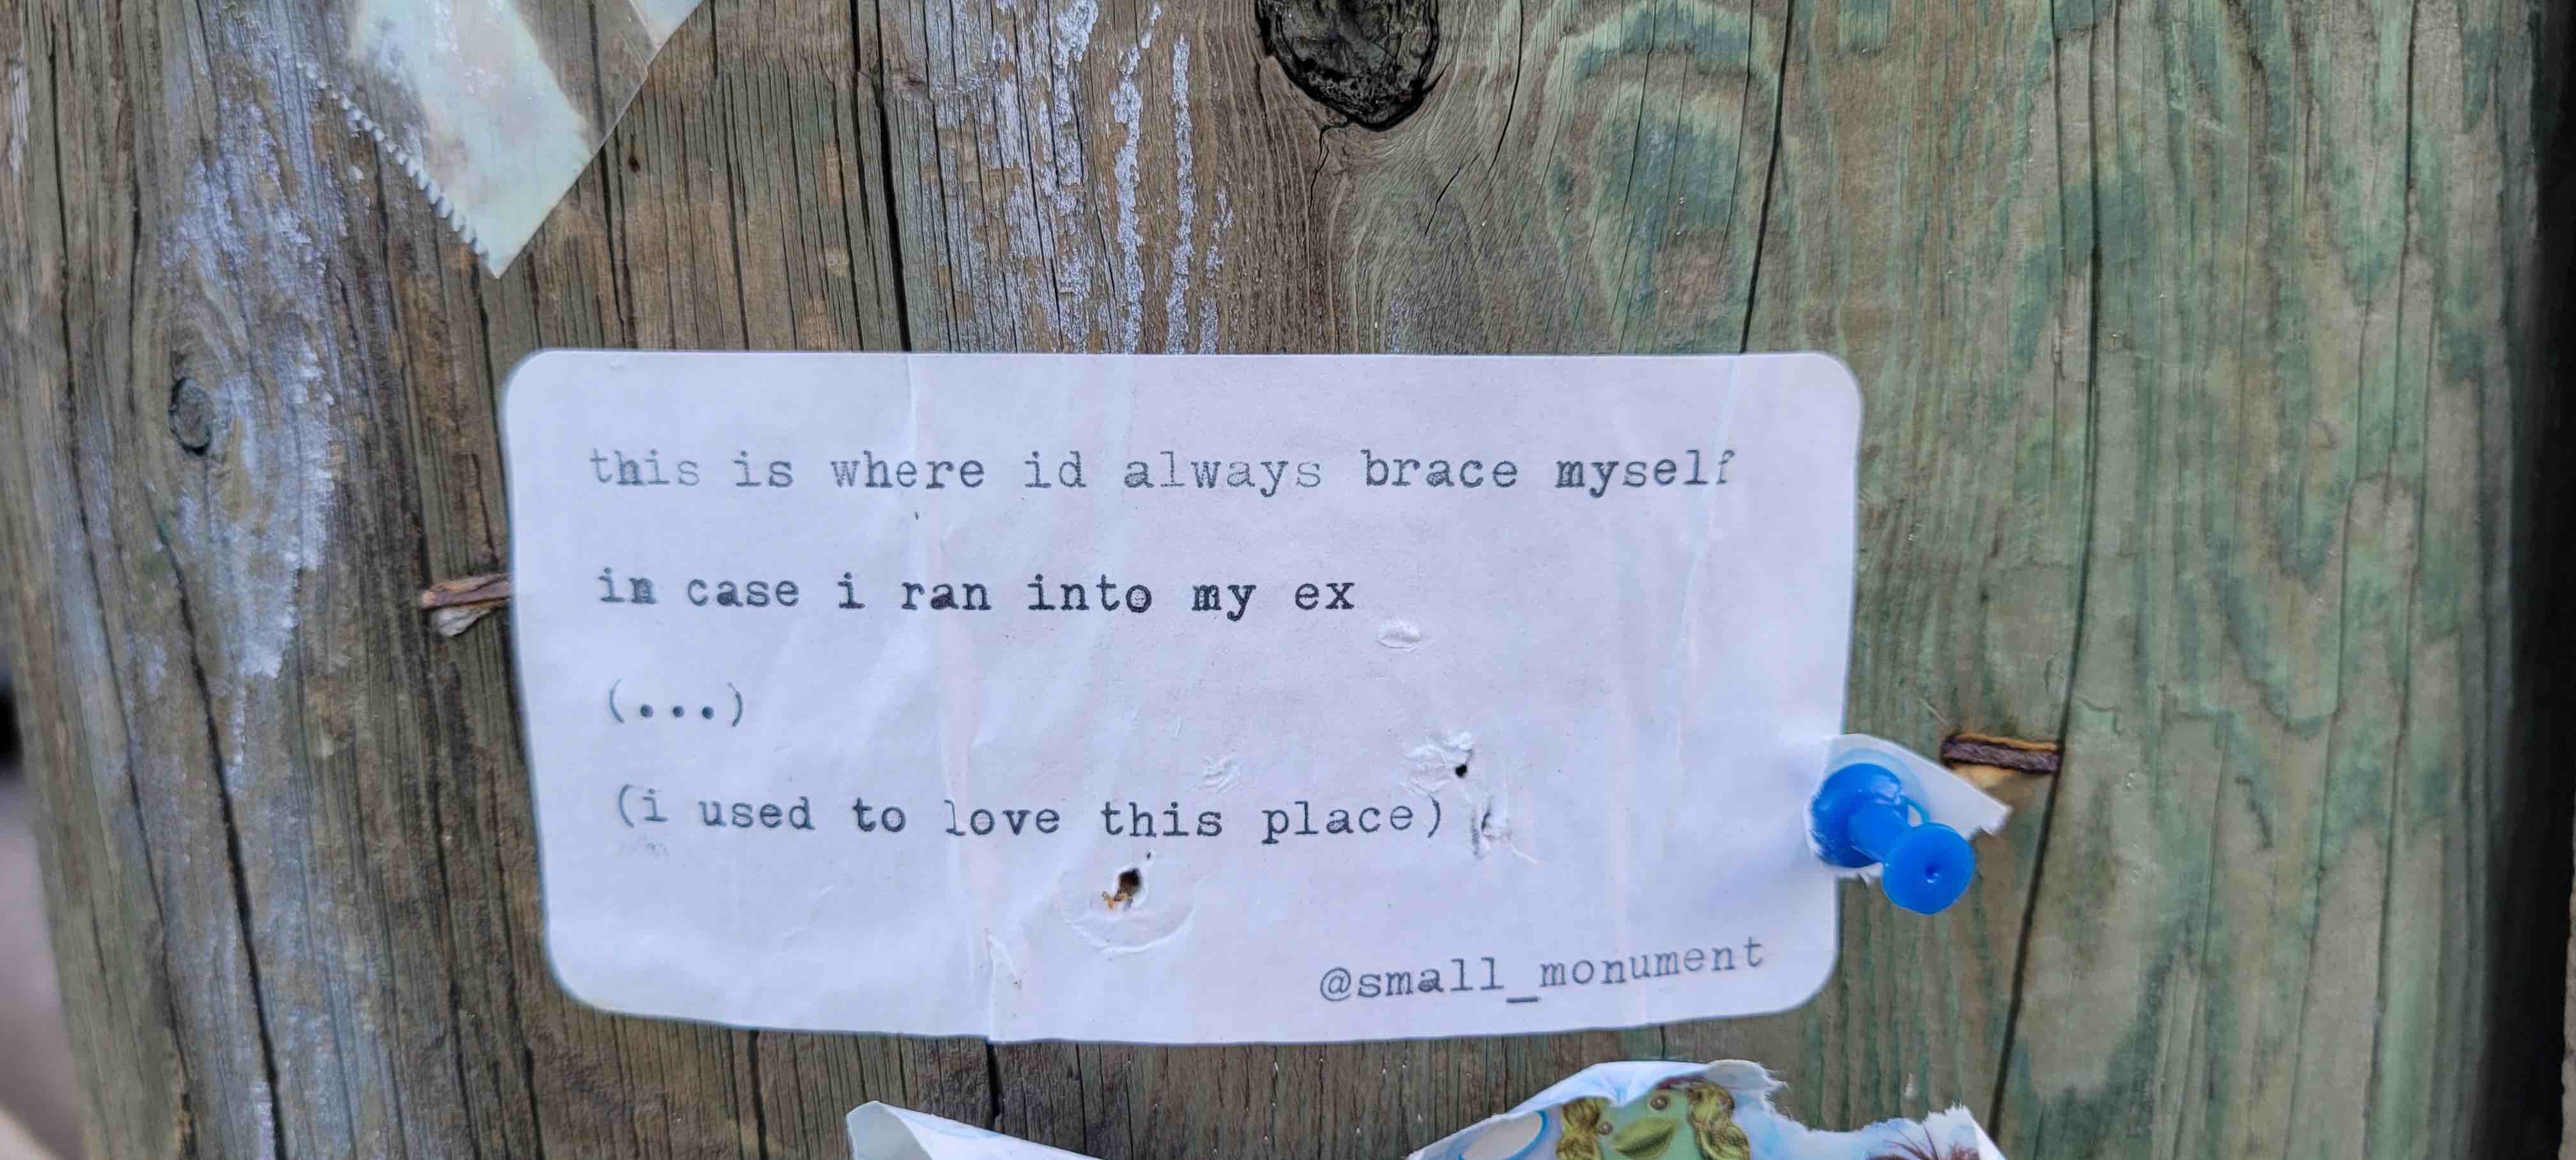 this is where id always brace myself
in case i ran into my ex
(...)
(i used to love this place)
@small_monument